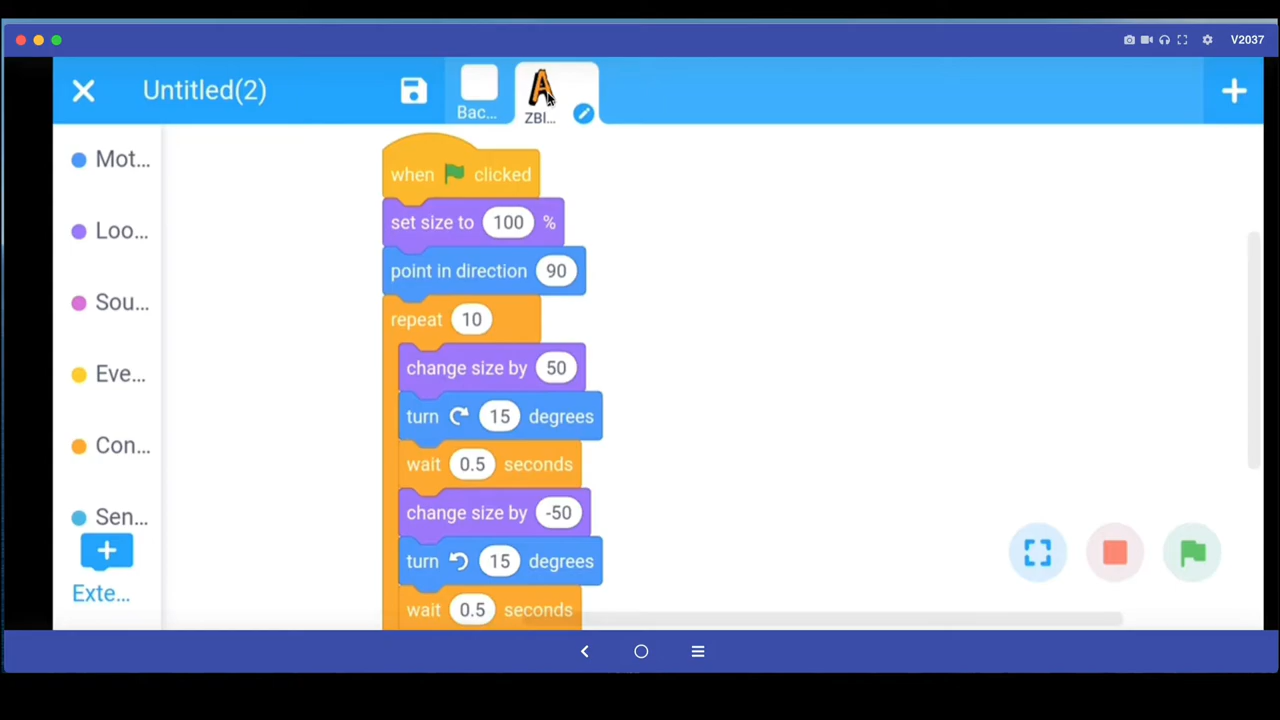 V2037
Untitled(2)
Bac...
A
ZBl...
Mot...
Loo...
Sou...
Eve...
Con...
Sen...
Exte...
when clicked
set size to 100 %
point in direction 90
repeat 10
change size by 50
turn 15 degrees
wait 0.5 seconds
change size by -50
turn 15 degrees
wait 0.5 seconds